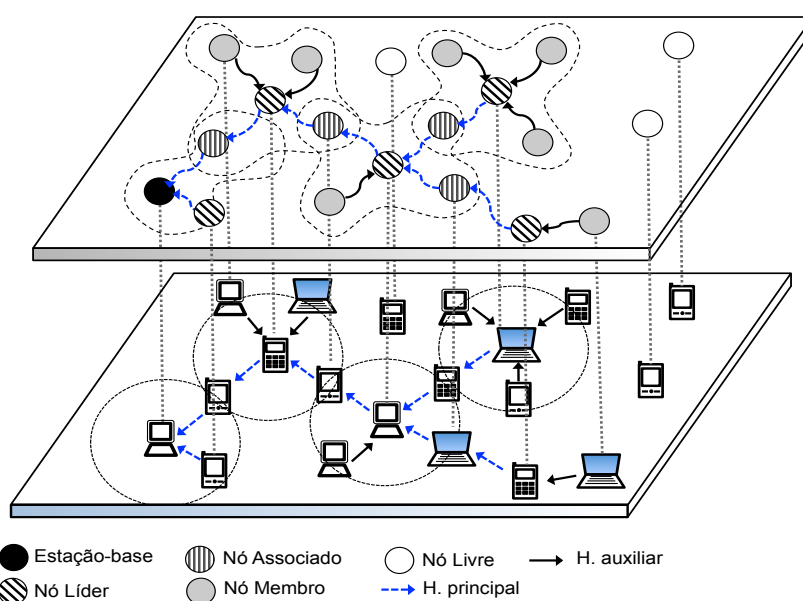 Estação-base
Nó Associado
Nó Livre
H. auxiliar
Nó Líder
Nó Membro
H. principal